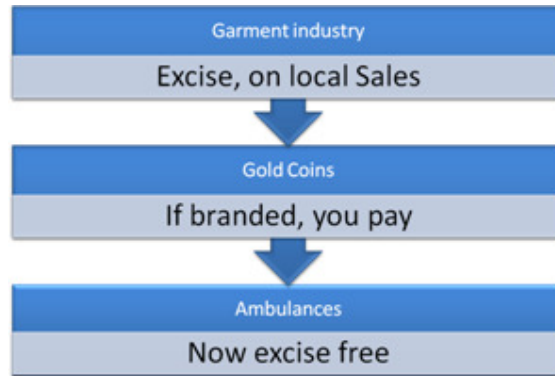 Garment industry
Excise, on local Sales
Gold Coins
If branded, you pay
Ambulances
Now excise free